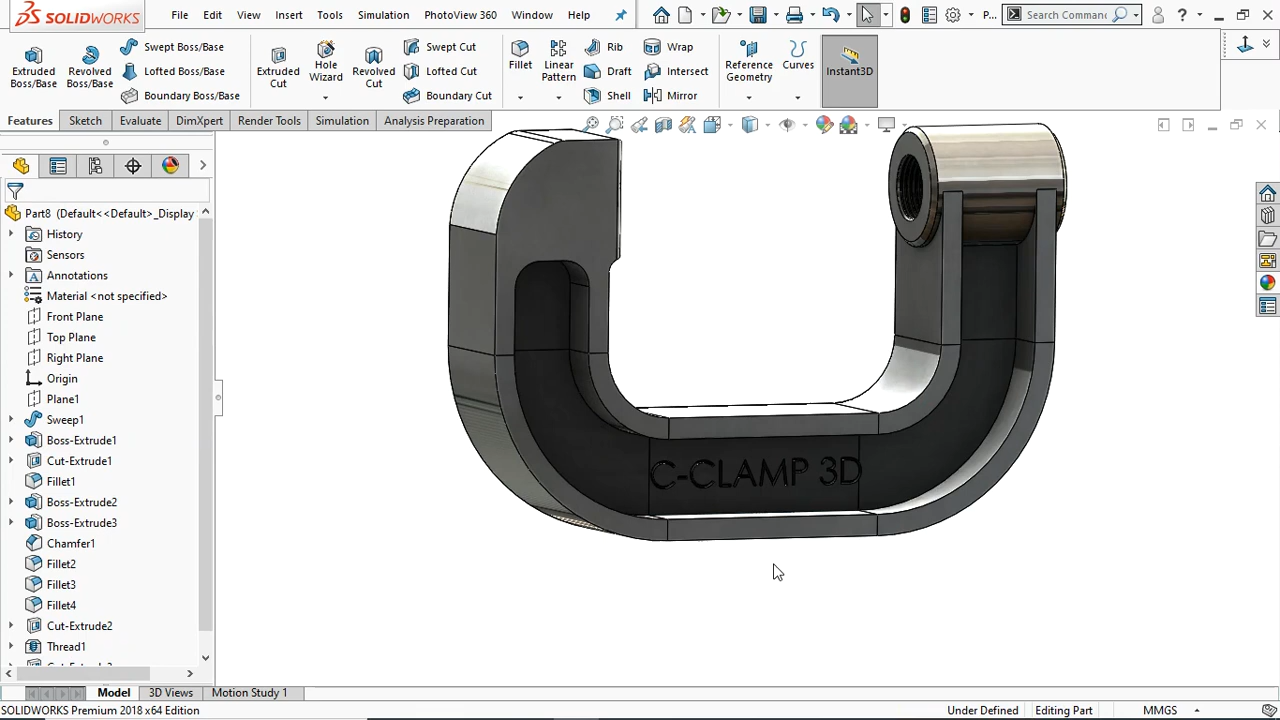 SOLIDWORKS
File Edit View Insert Tools Simulation PhotoView 360 Window Help
P...
Search Comman
Extruded Boss/Base
Revolved Boss/Base
Swept Boss/Base
Lofted Boss/Base
Boundary Boss/Base
Extruded Cut
Hole Wizard
Revolved Cut
Swept Cut
Lofted Cut
Boundary Cut
Fillet
Linear Pattern
Rib
Draft
Shell
Wrap
Intersect
Mirror
Reference Geometry
Curves
Instant3D
Features Sketch Evaluate DimXpert Render Tools Simulation Analysis Preparation
Part8 (Default<<Default>_Display
History
Sensors
Annotations
Material <not specified>
Front Plane
Top Plane
Right Plane
Origin
Plane1
Sweep1
Boss-Extrude1
Cut-Extrude1
Fillet1
Boss-Extrude2
Boss-Extrude3
Chamfer1
Fillet2
Fillet3
Fillet4
Cut-Extrude2
Thread1
C-CLAMP 3D
Model 3D Views Motion Study 1
SOLIDWORKS Premium 2018 x64 Edition
Under Defined Editing Part MMGS